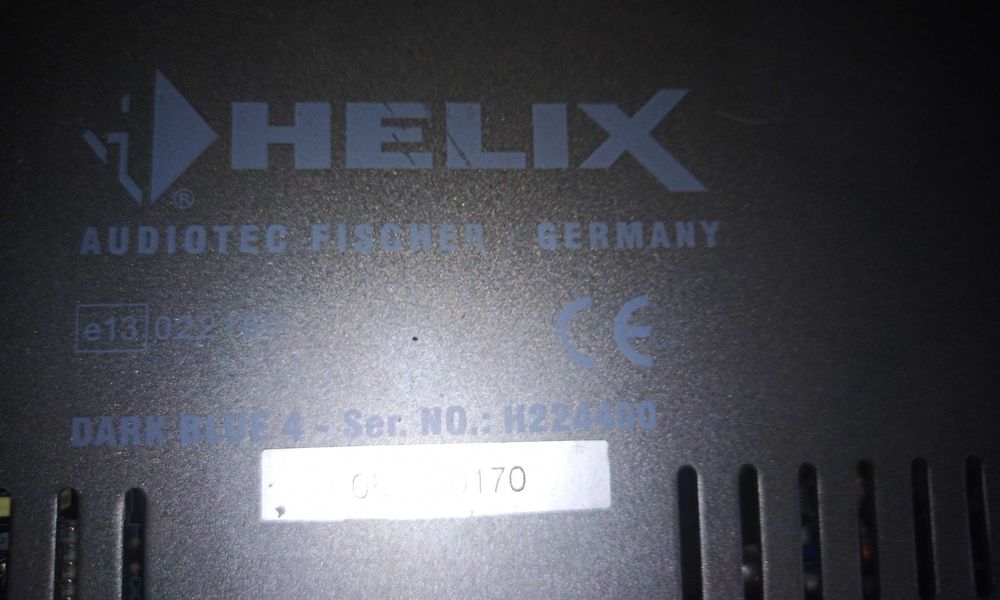 HELIX
®
AUDIOTEC FISCHER - GERMANY
e13
CE
DARK BLUE 4 - Ser. NO.: H224400